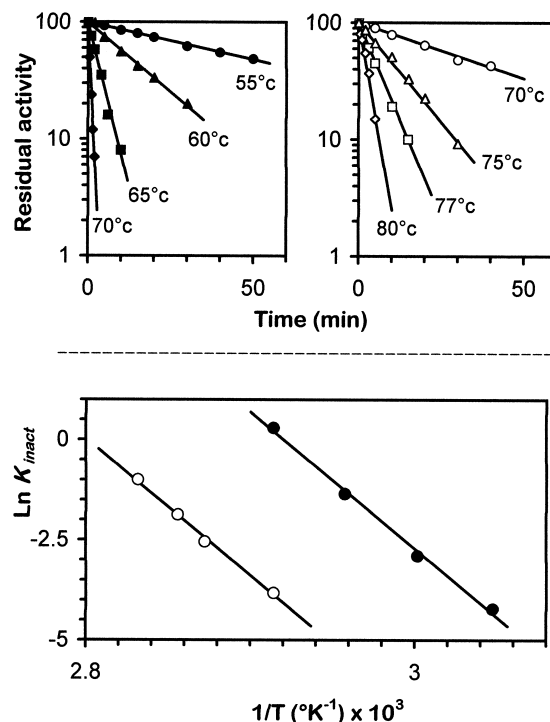 100
10
1
0
50
Residual activity
55°c
60°c
65°c
70°c
100
10
1
0
50
70°c
75°c
77°c
80°c
Time (min)
0
-2.5
-5
Ln K inact
2.8
3
1/T (°K-1) x 103